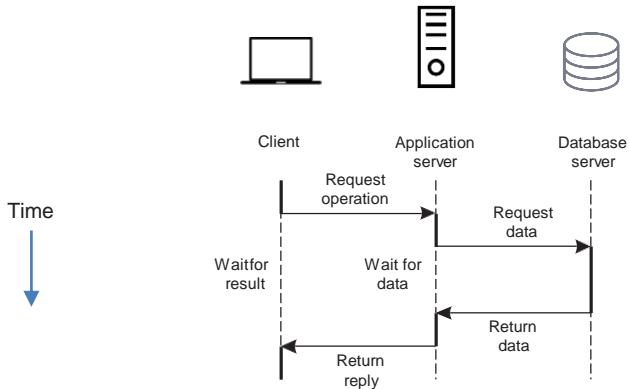 Client
Application
server
Database
server
Request
operation
Time
Request
data
Waitfor
result
Wait for
data
Return
data
Return
reply